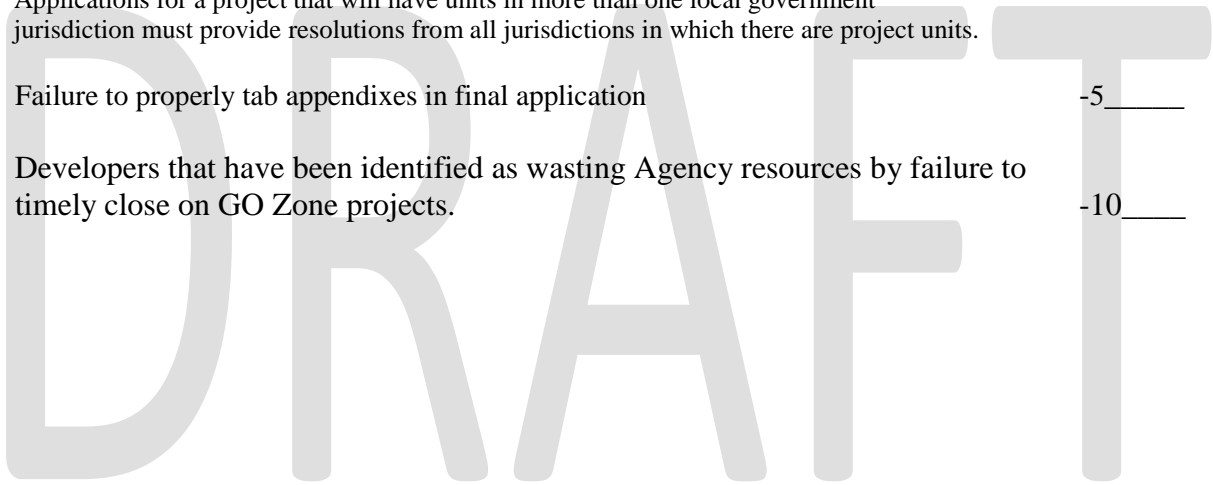 Applications for a project that will have units in more than one local government
jurisdiction must provide resolutions from all jurisdictions in which there are project units.
Failure to properly tab appendixes in final application -5_____
Developers that have been identified as wasting Agency resources by failure to
timely close on GO Zone projects. -10____
DRAFT